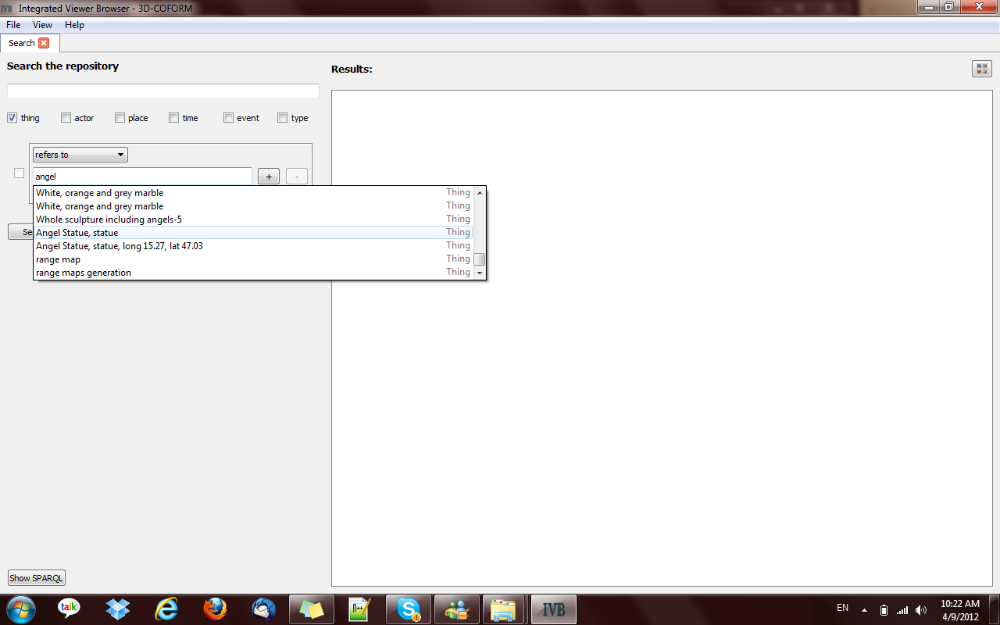 IVB Integrated Viewer Browser - 3D-COFORM
File View Help
Search
Search the repository
Results:
thing actor place time event type
refers to
angel
+ -
White, orange and grey marble Thing
White, orange and grey marble Thing
Whole sculpture including angels-5 Thing
Se
Angel Statue, statue Thing
Angel Statue, statue, long 15.27, lat 47.03 Thing
range map Thing
range maps generation Thing
Show SPARQL
talk
N++
S
1
IVB
EN
10:22 AM
4/9/2012